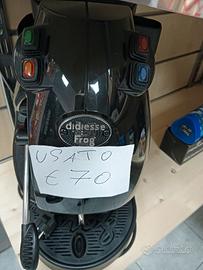 didiesse
Frog
USATO
€ 70